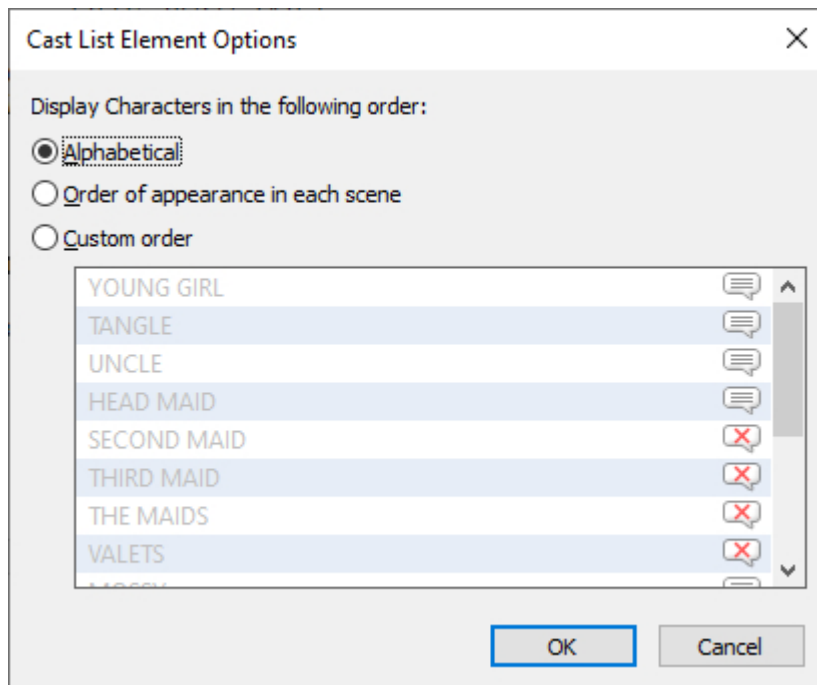 Cast List Element Options
Display Characters in the following order:
Alphabetical
Order of appearance in each scene
Custom order
YOUNG GIRL
TANGLE
UNCLE
HEAD MAID
SECOND MAID
THIRD MAID
THE MAIDS
VALETS
MOSSY
OK Cancel